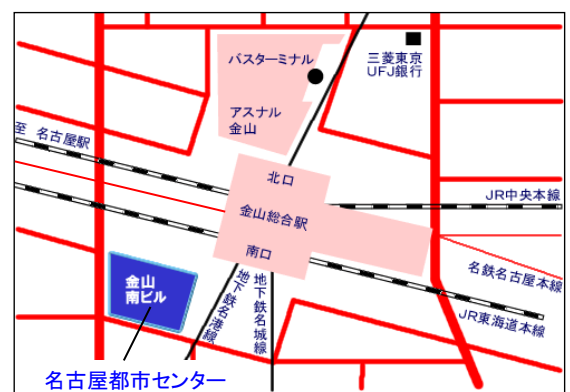 バスターミナル
三菱東京
UFJ銀行
アスナル
金山
至 名古屋駅
北口
JR中央本線
金山総合駅
南口
名鉄名古屋本線
金山
南ビル
地下鉄名港線
地下鉄名城線
JR東海道本線
名古屋都市センター